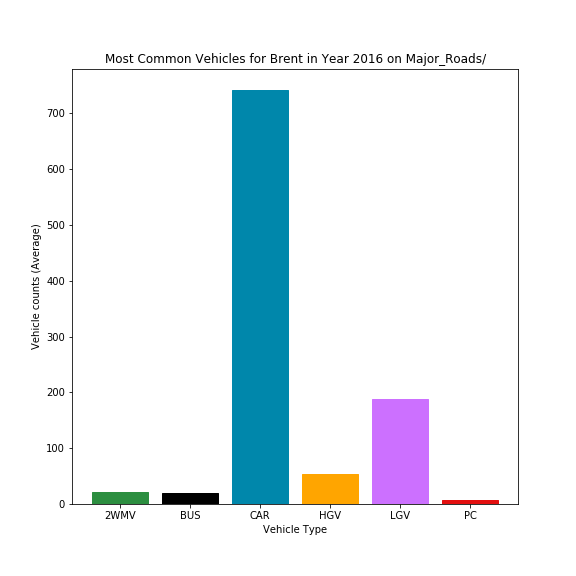 Most Common Vehicles for Brent in Year 2016 on Major_Roads/
Vehicle counts (Average)
700
600
500
400
300
200
100
0
2WMV BUS CAR HGV LGV PC
Vehicle Type